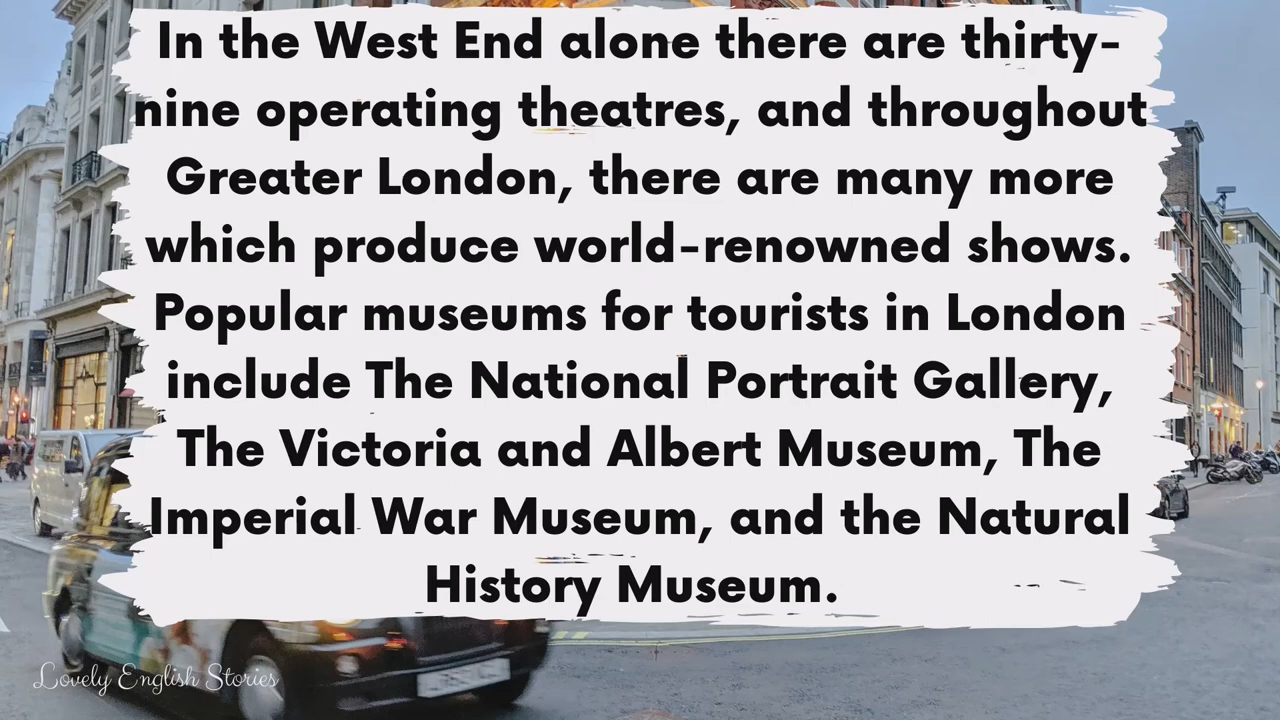 In the West End alone there are thirty-
nine operating theatres, and throughout
Greater London, there are many more
which produce world-renowned shows.
Popular museums for tourists in London
include The National Portrait Gallery,
The Victoria and Albert Museum, The
Imperial War Museum, and the Natural
History Museum.
Lovely English Stories